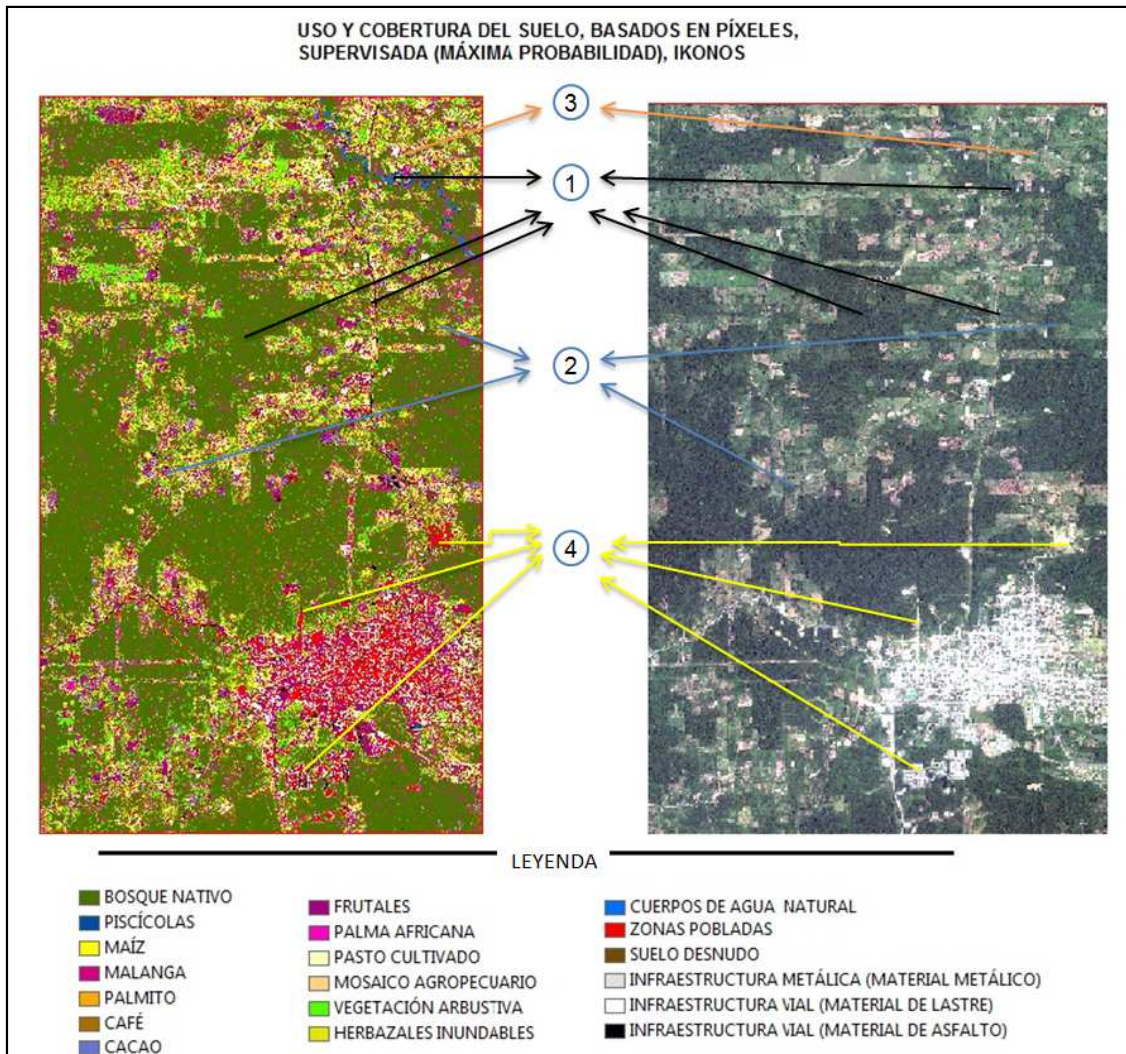 USO Y COBERTURA DEL SUELO, BASADOS EN PÍXELES,
SUPERVISADA (MÁXIMA PROBABILIDAD), IKONOS
3
1
2
4
LEYENDA
BOSQUE NATIVO
PISCÍCOLAS
MAÍZ
MALANGA
PALMITO
CAFÉ
CACAO
FRUTALES
PALMA AFRICANA
PASTO CULTIVADO
MOSAICO AGROPECUARIO
VEGETACIÓN ARBUSTIVA
HERBAZALES INUNDABLES
CUERPOS DE AGUA NATURAL
ZONAS POBLADAS
SUELO DESNUDO
INFRAESTRUCTURA METÁLICA (MATERIAL METÁLICO)
INFRAESTRUCTURA VIAL (MATERIAL DE LASTRE)
INFRAESTRUCTURA VIAL (MATERIAL DE ASFALTO)